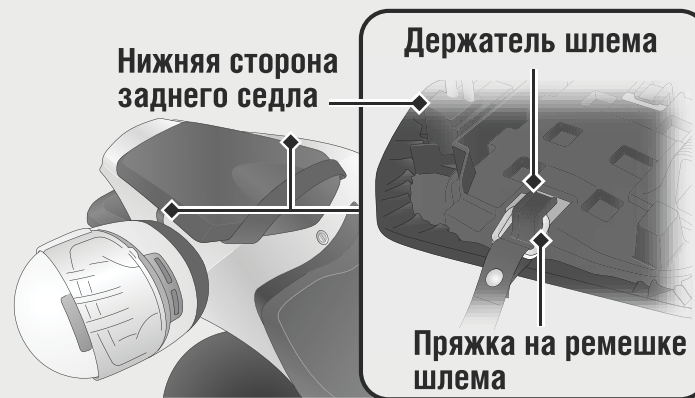 Нижняя сторона
заднего седла
Держатель шлема
Пряжка на ремешке
шлема